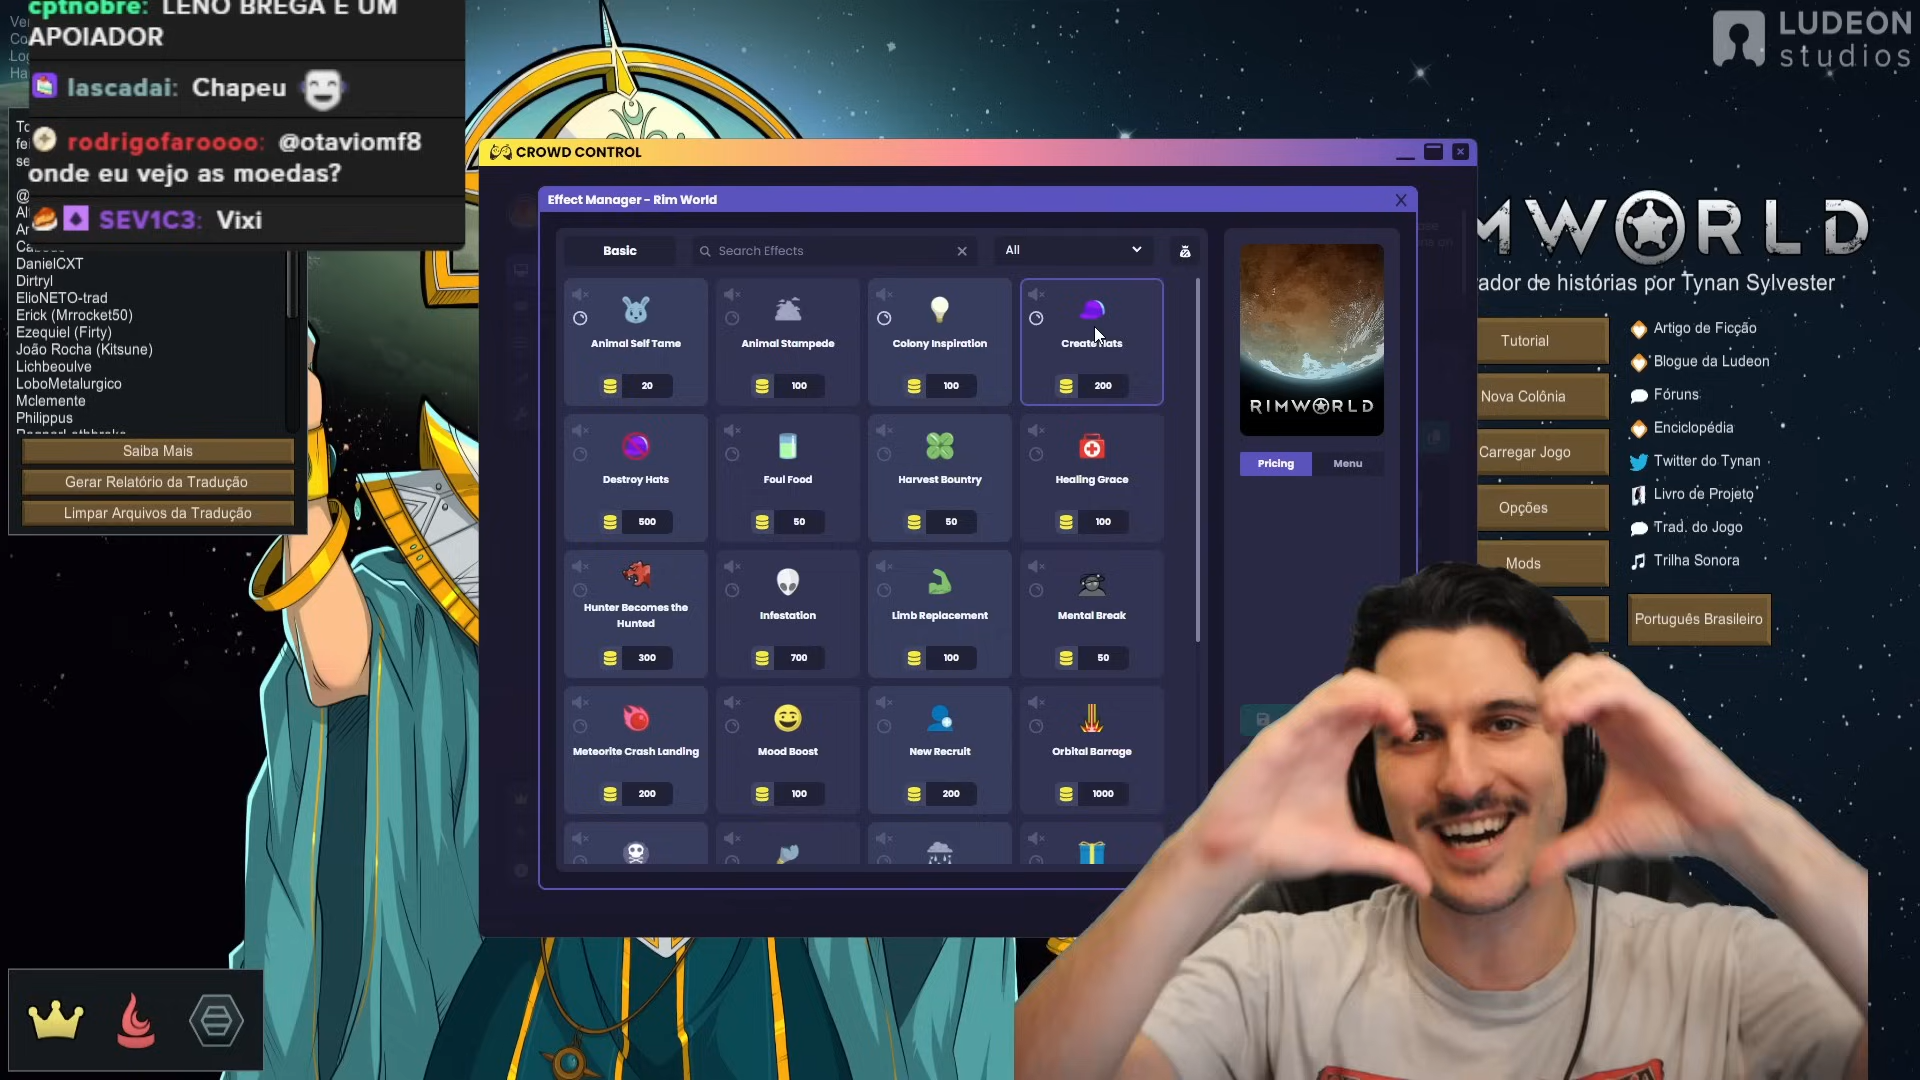 cptnobre: LENO BREGA E UM
APOIADOR
lascadai: Chapeu
rodrigofaroooo: @otaviomf8
onde eu vejo as moedas?
SEV1C3: Vixi
DanielCXT
Dirtryl
ElioNETO-trad
Erick (Mrrocket50)
Ezequiel (Firty)
João Rocha (Kitsune)
Lichbeoulve
LoboMetalurgico
Mclemente
Philippus
Saiba Mais
Gerar Relatório da Tradução
Limpar Arquivos da Tradução
CROWD CONTROL
Effect Manager - Rim World
Basic
Search Effects
All
Animal Self Tame
20
Animal Stampede
100
Colony Inspiration
100
Create Hats
200
Destroy Hats
500
Foul Food
50
Harvest Bountry
50
Healing Grace
100
Hunter Becomes the
Hunted
300
Infestation
700
Limb Replacement
100
Mental Break
50
Meteorite Crash Landing
200
Mood Boost
100
New Recruit
200
Orbital Barrage
1000
RIMWORLD
Pricing
Menu
LUDEON
studios
MWORLD
ador de histórias por Tynan Sylvester
Tutorial
Nova Colônia
Carregar Jogo
Opções
Mods
Artigo de Ficção
Blogue da Ludeon
Fóruns
Enciclopédia
Twitter do Tynan
Livro de Projeto
Trad. do Jogo
Trilha Sonora
Português Brasileiro